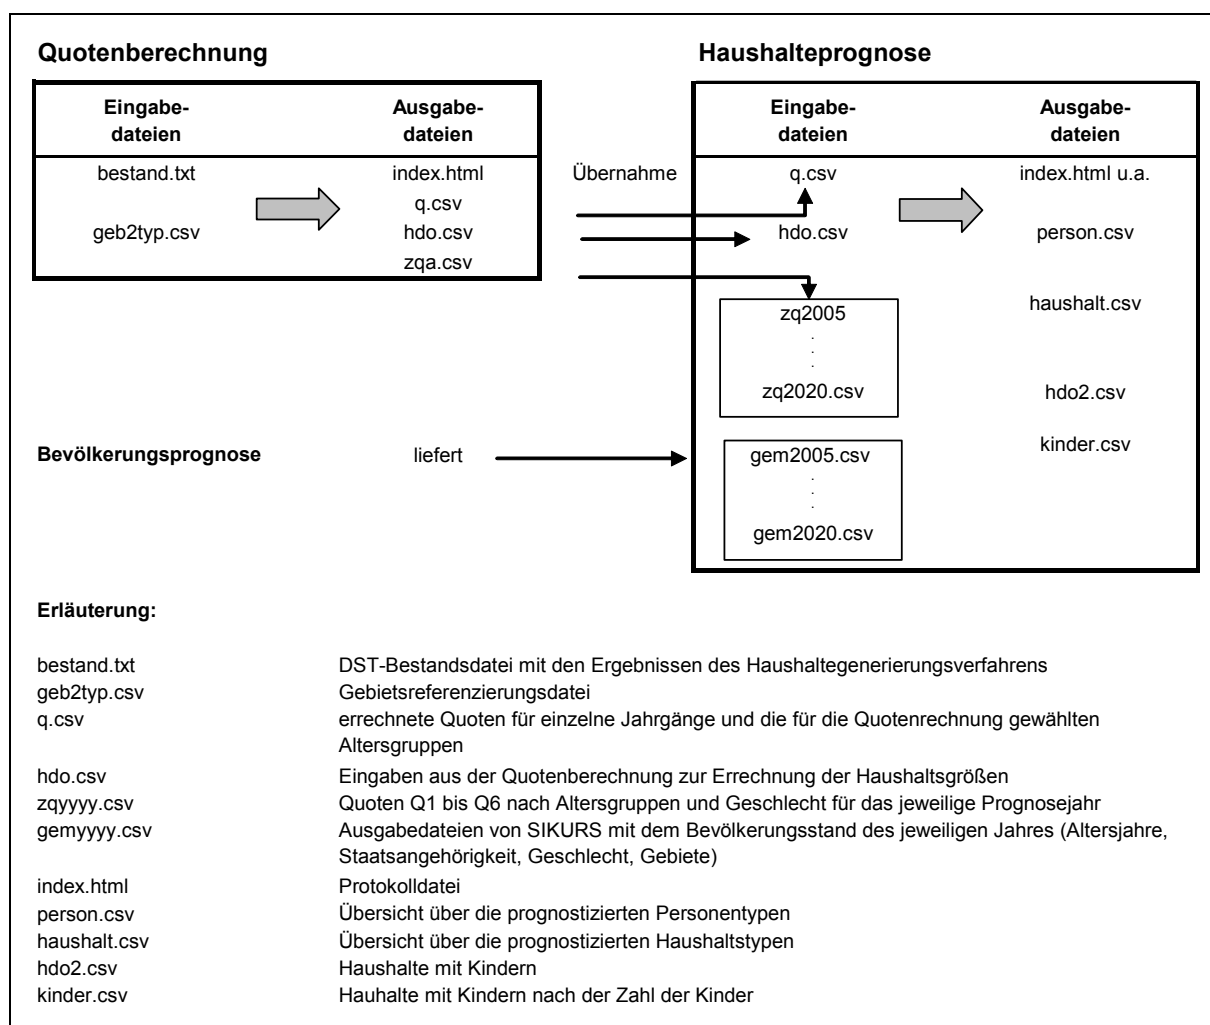 Quotenberechnung
Haushalteprognose
Eingabe-
dateien
Ausgabe-
dateien
bestand.txt
index.html
q.csv
geb2typ.csv
hdo.csv
zqa.csv
Übernahme
Eingabe-
dateien
Ausgabe-
dateien
q.csv
index.html u.a.
hdo.csv
person.csv
zq2005
.
.
.
zq2020.csv
haushalt.csv
hdo2.csv
kinder.csv
Bevölkerungsprognose
liefert
gem2005.csv
.
.
.
gem2020.csv
Erläuterung:
bestand.txt DST-Bestandsdatei mit den Ergebnissen des Haushaltegenerierungsverfahrens
geb2typ.csv Gebietsreferenzierungsdatei
q.csv errechnete Quoten für einzelne Jahrgänge und die für die Quotenrechnung gewählten
Altersgruppen
hdo.csv Eingaben aus der Quotenberechnung zur Errechnung der Haushaltsgrößen
zqyyyy.csv Quoten Q1 bis Q6 nach Altersgruppen und Geschlecht für das jeweilige Prognosejahr
gemyyyy.csv Ausgabedateien von SIKURS mit dem Bevölkerungsstand des jeweiligen Jahres (Altersjahre,
Staatsangehörigkeit, Geschlecht, Gebiete)
index.html Protokolldatei
person.csv Übersicht über die prognostizierten Personentypen
haushalt.csv Übersicht über die prognostizierten Haushaltstypen
hdo2.csv Haushalte mit Kindern
kinder.csv Hauhalte mit Kindern nach der Zahl der Kinder